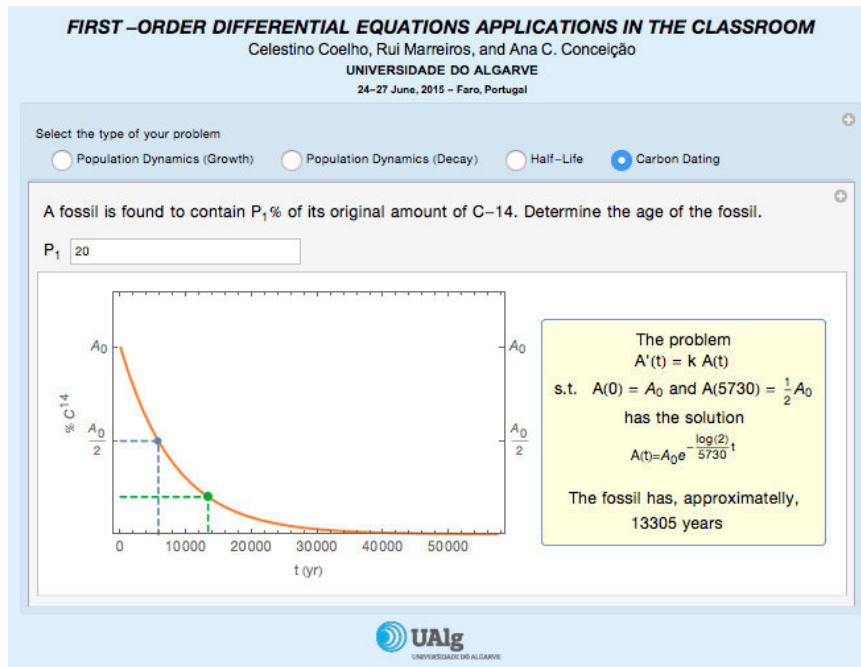 FIRST –ORDER DIFFERENTIAL EQUATIONS APPLICATIONS IN THE CLASSROOM
Celestino Coelho, Rui Marreiros, and Ana C. Conceição
UNIVERSIDADE DO ALGARVE
24–27 June, 2015 – Faro, Portugal
Select the type of your problem
Population Dynamics (Growth) Population Dynamics (Decay) Half–Life Carbon Dating
A fossil is found to contain P₁% of its original amount of C–14. Determine the age of the fossil.
P₁ 20
A₀ A₀
A₀/2 A₀/2
% C¹⁴
0 10000 20000 30000 40000 50000
t (yr)
The problem
A'(t) = k A(t)
s.t. A(0) = A₀ and A(5730) = 1/2 A₀
has the solution
A(t)=A₀e^(-log(2)/5730 t)
The fossil has, approximatelly,
13305 years
UAlg
UNIVERSIDADE DO ALGARVE